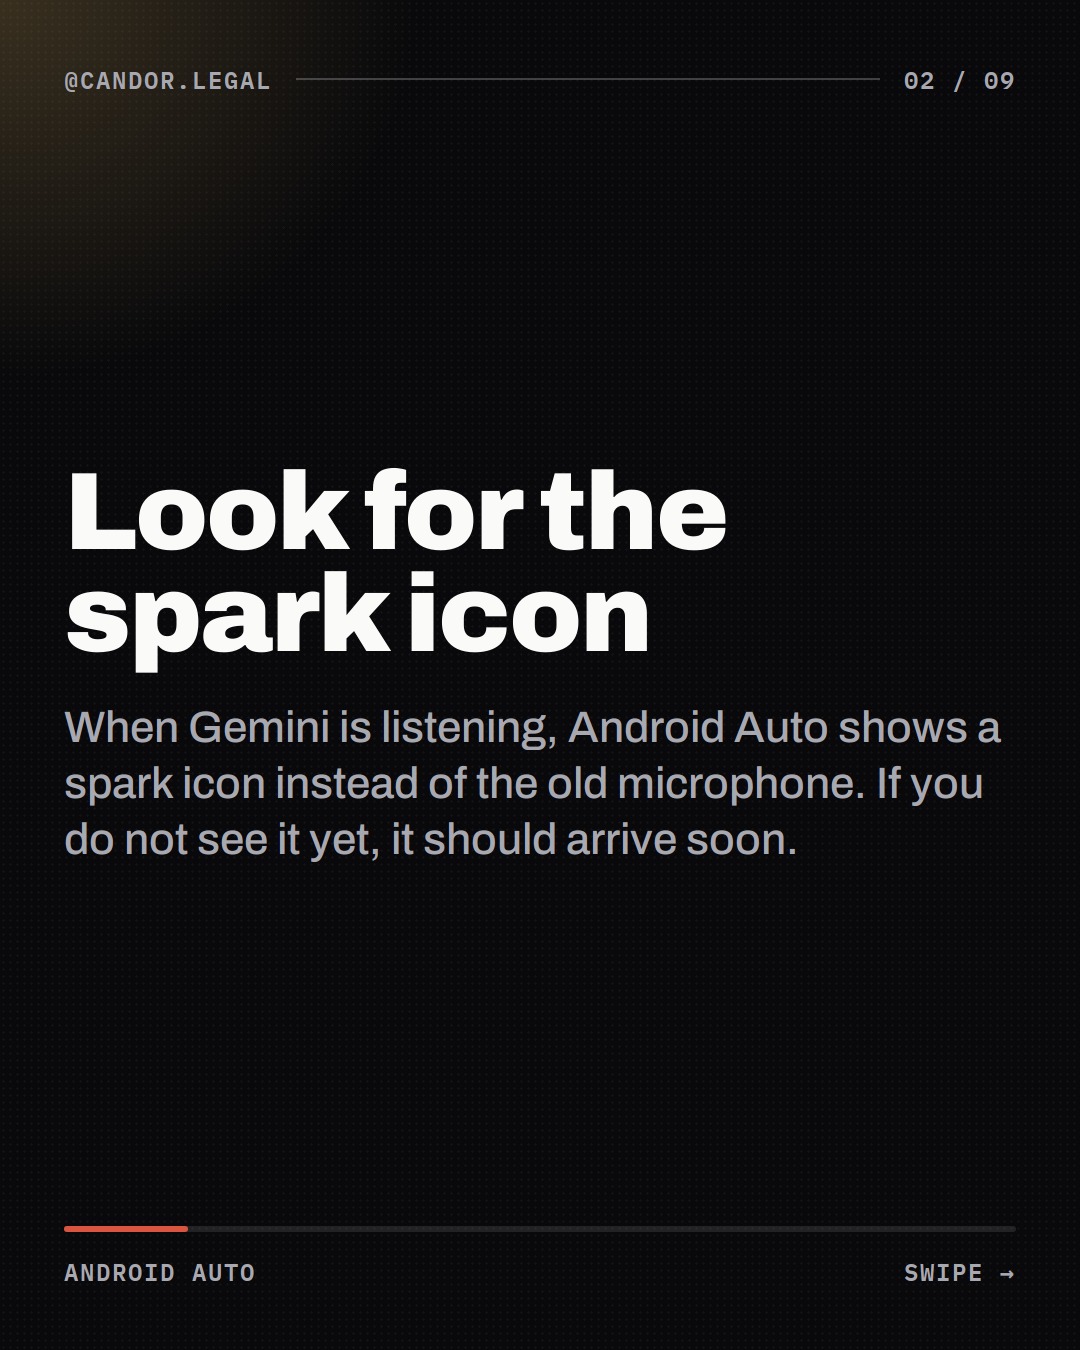 @CANDOR.LEGAL
02 / 09
Look for the
spark icon
When Gemini is listening, Android Auto shows a
spark icon instead of the old microphone. If you
do not see it yet, it should arrive soon.
ANDROID AUTO
SWIPE →